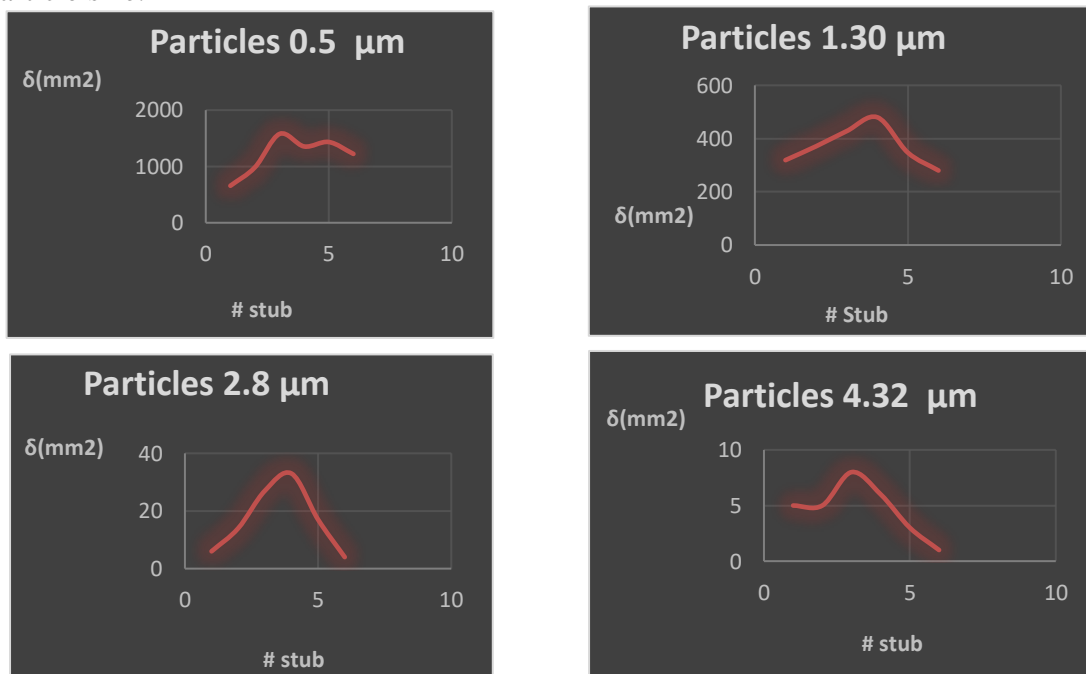 Particles 0.5 µm
δ(mm2)
2000
1000
0
0 5 10
# stub
Particles 1.30 µm
600
400
δ(mm2)
200
0
0 5 10
# Stub
Particles 2.8 µm
δ(mm2)
40
20
0
0 5 10
# stub
Particles 4.32 µm
δ(mm2)
10
5
0
0 5 10
# stub